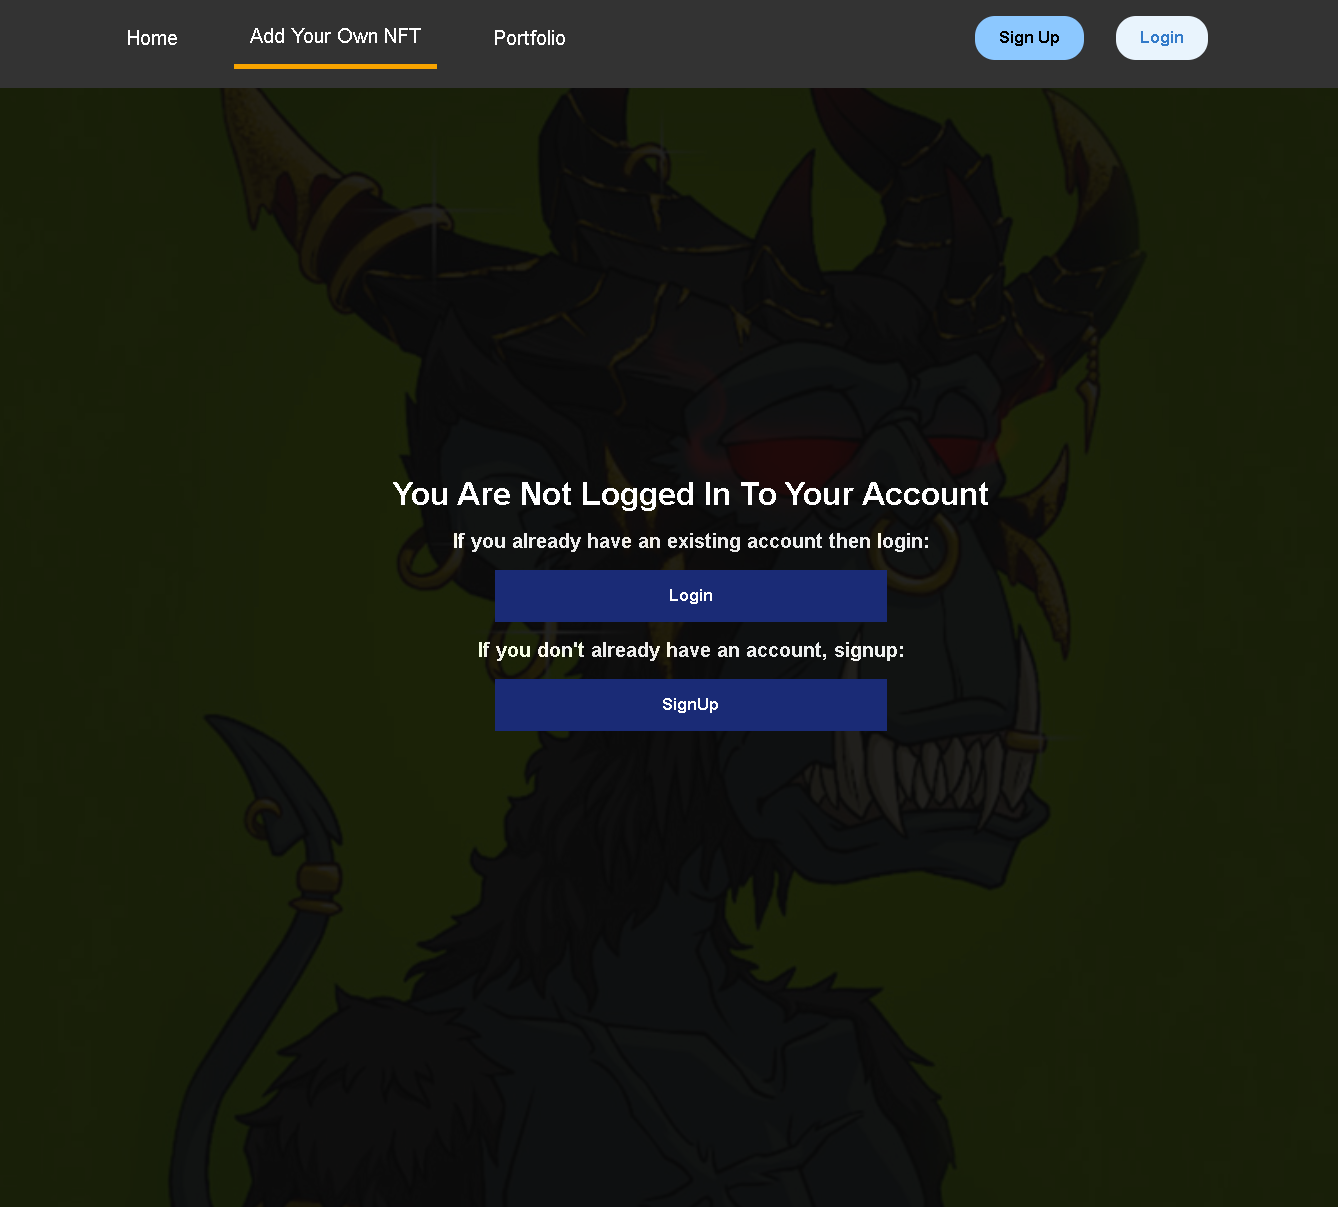 Home
Add Your Own NFT
Portfolio
Sign Up
Login
You Are Not Logged In To Your Account
If you already have an existing account then login:
Login
If you don't already have an account, signup:
SignUp